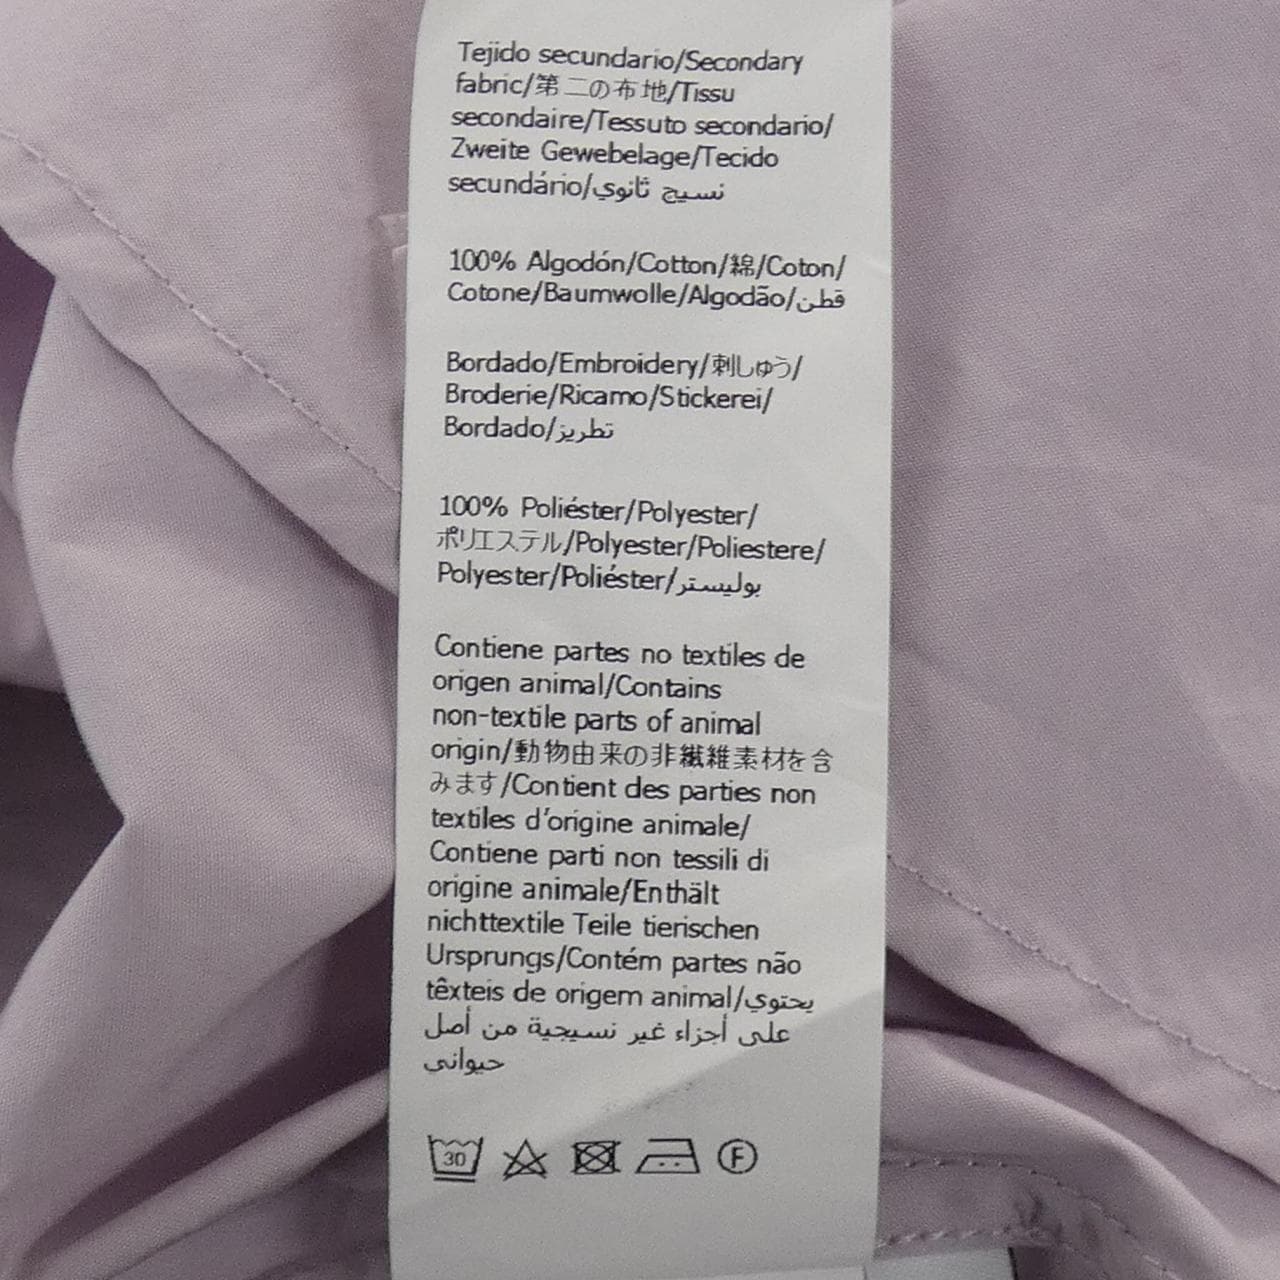 Tejido secundario/Secondary
fabric/第二の布地/Tissu
secondaire/Tessuto secondario/
Zweite Gewebelage/Tecido
secundário/نسيج ثانوي
100% Algodón/Cotton/綿/Coton/
Cotone/Baumwolle/Algodão/قطن
Bordado/Embroidery/刺しゅう/
Broderie/Ricamo/Stickerei/
Bordado/تطريز
100% Poliéster/Polyester/
ポリエステル/Polyester/Poliestere/
Polyester/Poliéster/بوليستر
Contiene partes no textiles de
origen animal/Contains
non-textile parts of animal
origin/動物由来の非繊維素材を含
みます/Contient des parties non
textiles d'origine animale/
Contiene parti non tessili di
origine animale/Enthält
nichttextile Teile tierischen
Ursprungs/Contém partes não
têxteis de origem animal/يحتوي
على أجزاء غير نسيجية من أصل
حيواني
30 F